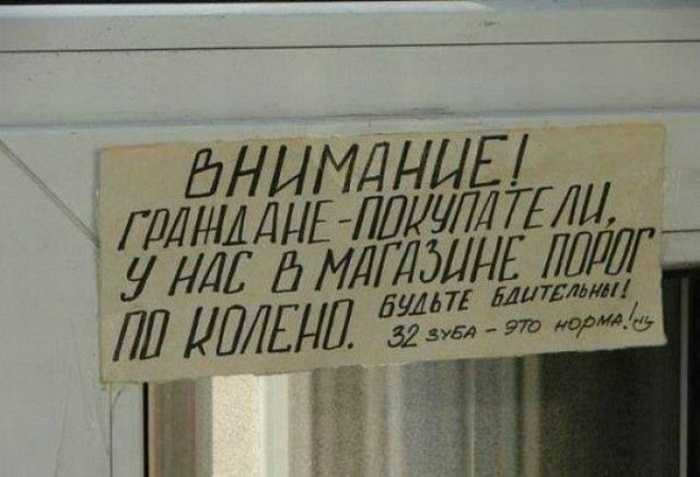 ВНИМАНИЕ!
ГРАЖДАНЕ-ПОКУПАТЕЛИ,
У НАС В МАГАЗИНЕ ПОРОГ
ПО КОЛЕНО. БУДЬТЕ БДИТЕЛЬНЫ!
32 ЗУБА - ЭТО НОРМА!